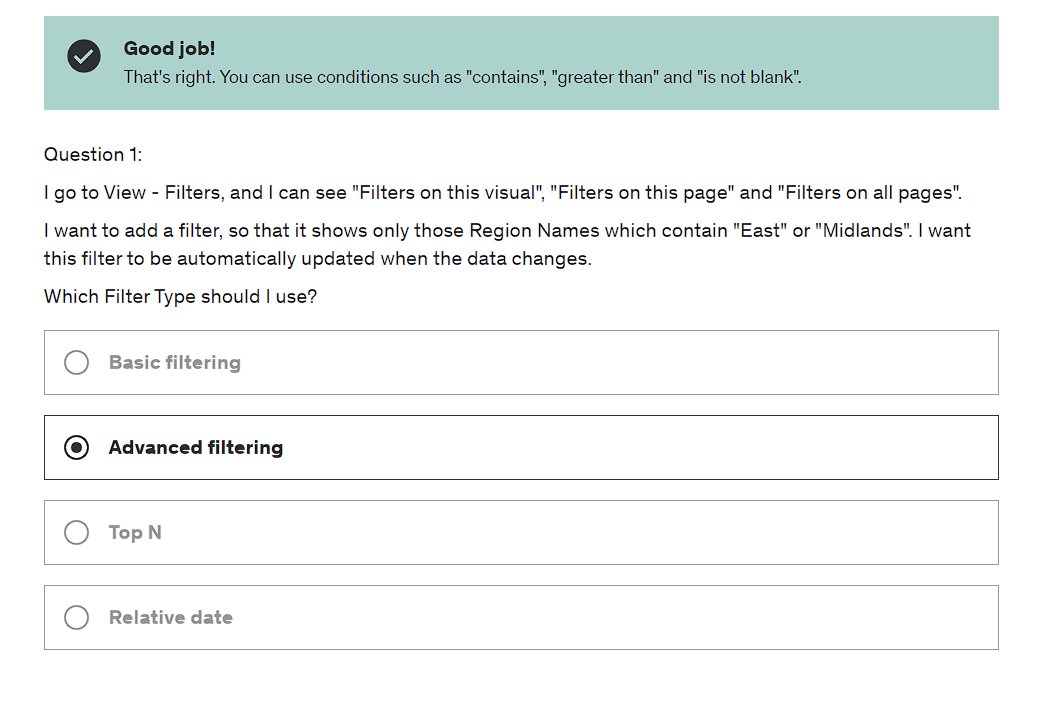 Good job!
That's right. You can use conditions such as "contains", "greater than" and "is not blank".
Question 1:
I go to View - Filters, and I can see "Filters on this visual", "Filters on this page" and "Filters on all pages".
I want to add a filter, so that it shows only those Region Names which contain "East" or "Midlands". I want
this filter to be automatically updated when the data changes.
Which Filter Type should I use?
Basic filtering
Advanced filtering
Top N
Relative date